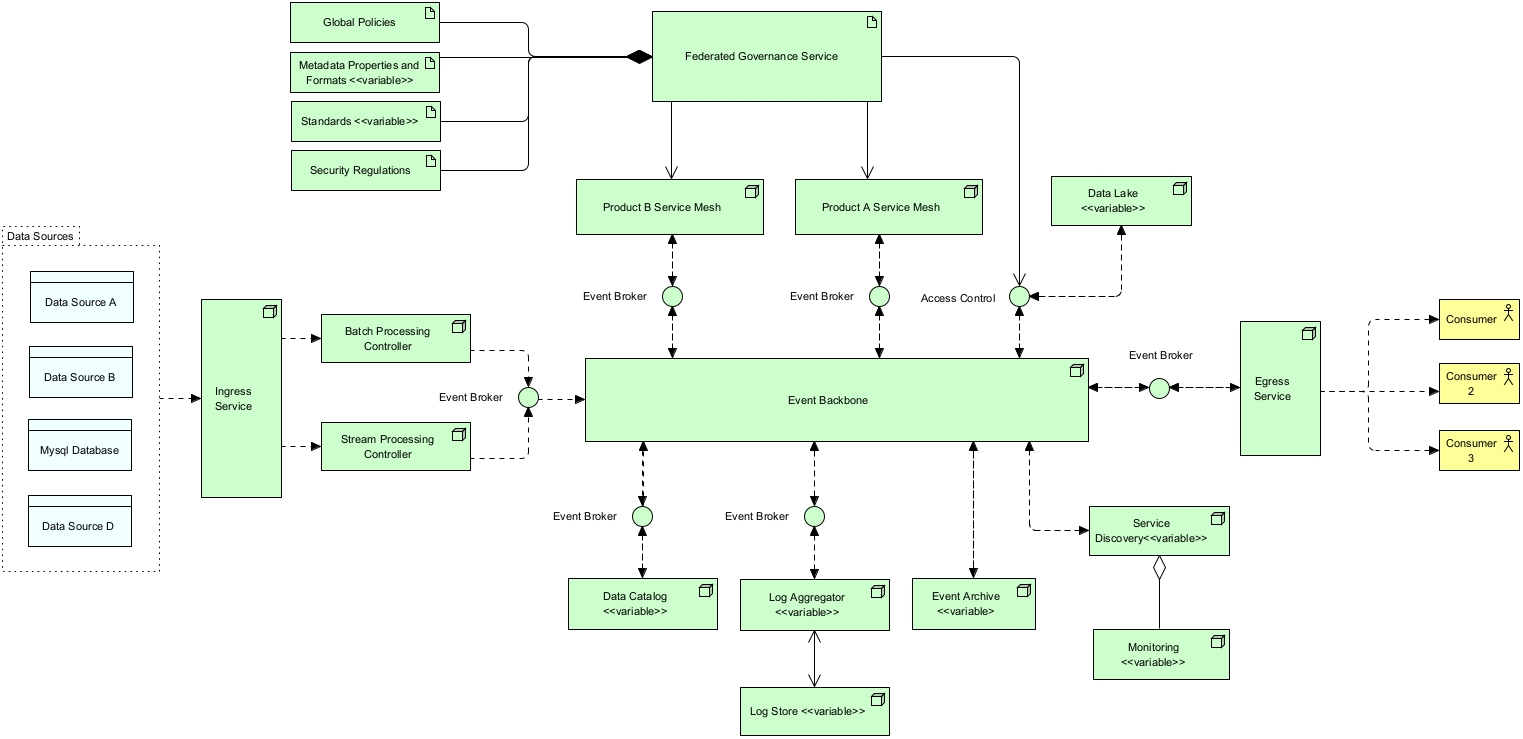 Global Policies
Federated Governance Service
Metadata Properties and
Formats <<variable>>
Standards <<variable>>
Security Regulations
Product B Service Mesh
Product A Service Mesh
Data Lake
<<variable>>
Data Sources
Data Source A
Data Source B
Mysql Database
Data Source D
Ingress
Service
Batch Processing
Controller
Stream Processing
Controller
Event Broker
Event Broker
Event Broker
Access Control
Event Backbone
Event Broker
Egress
Service
Consumer
Consumer
2
Consumer
3
Event Broker
Event Broker
Data Catalog
<<variable>>
Log Aggregator
<<variable>>
Event Archive
<<variable>
Service
Discovery<<variable>>
Monitoring
<<variable>>
Log Store <<variable>>